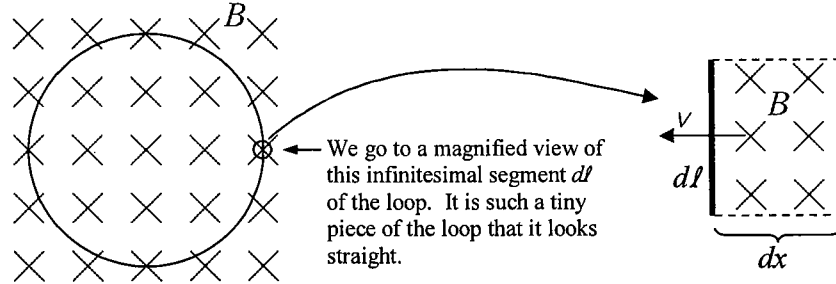 B
We go to a magnified view of
this infinitesimal segment dℓ
of the loop. It is such a tiny
piece of the loop that it looks
straight.
B
v
dℓ
dx